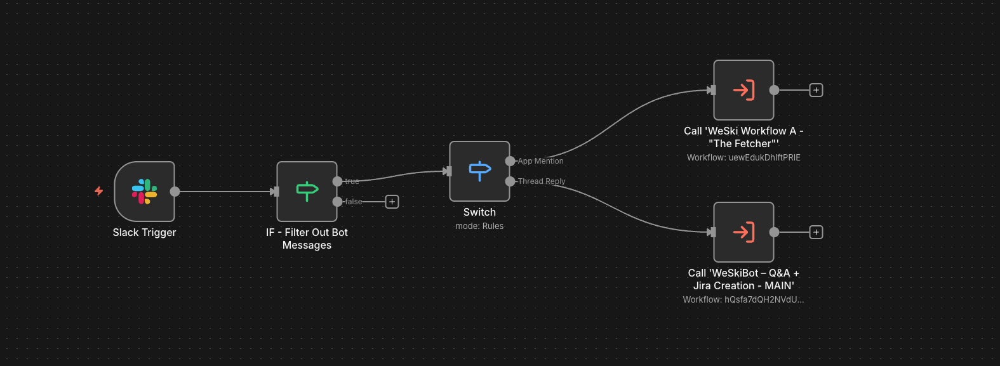 Slack Trigger
IF - Filter Out Bot
Messages
true
false
Switch
mode: Rules
App Mention
Thread Reply
Call 'WeSki Workflow A -
"The Fetcher"'
Workflow: uewEdukDhIftPRIE
Call 'WeSkiBot – Q&A +
Jira Creation - MAIN'
Workflow: hQsfa7dQH2NVdU...